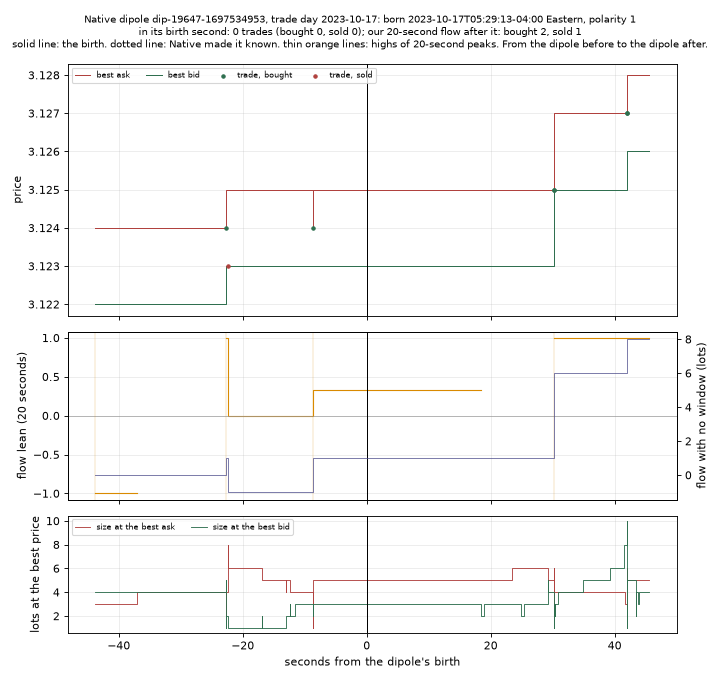 Native dipole dip-19647-1697534953, trade day 2023-10-17: born 2023-10-17T05:29:13-04:00 Eastern, polarity 1
in its birth second: 0 trades (bought 0, sold 0); our 20-second flow after it: bought 2, sold 1
solid line: the birth. dotted line: Native made it known. thin orange lines: highs of 20-second peaks. From the dipole before to the dipole after.
best ask
best bid
trade, bought
trade, sold
3.128
3.127
3.126
3.125
3.124
3.123
3.122
price
1.0
0.5
0.0
−0.5
−1.0
flow lean (20 seconds)
8
6
4
2
0
flow with no window (lots)
size at the best ask
size at the best bid
10
8
6
4
2
lots at the best price
−40
−20
0
20
40
seconds from the dipole's birth